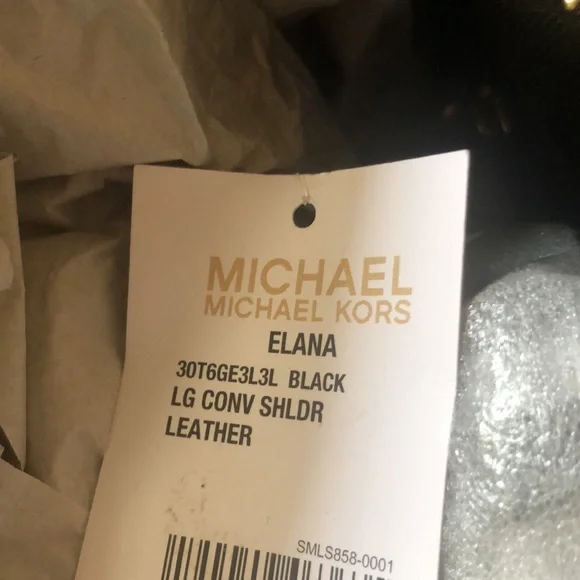 MICHAEL
MICHAEL KORS
ELANA
30T6GE3L3L BLACK
LG CONV SHLDR
LEATHER
SMLS858-0001